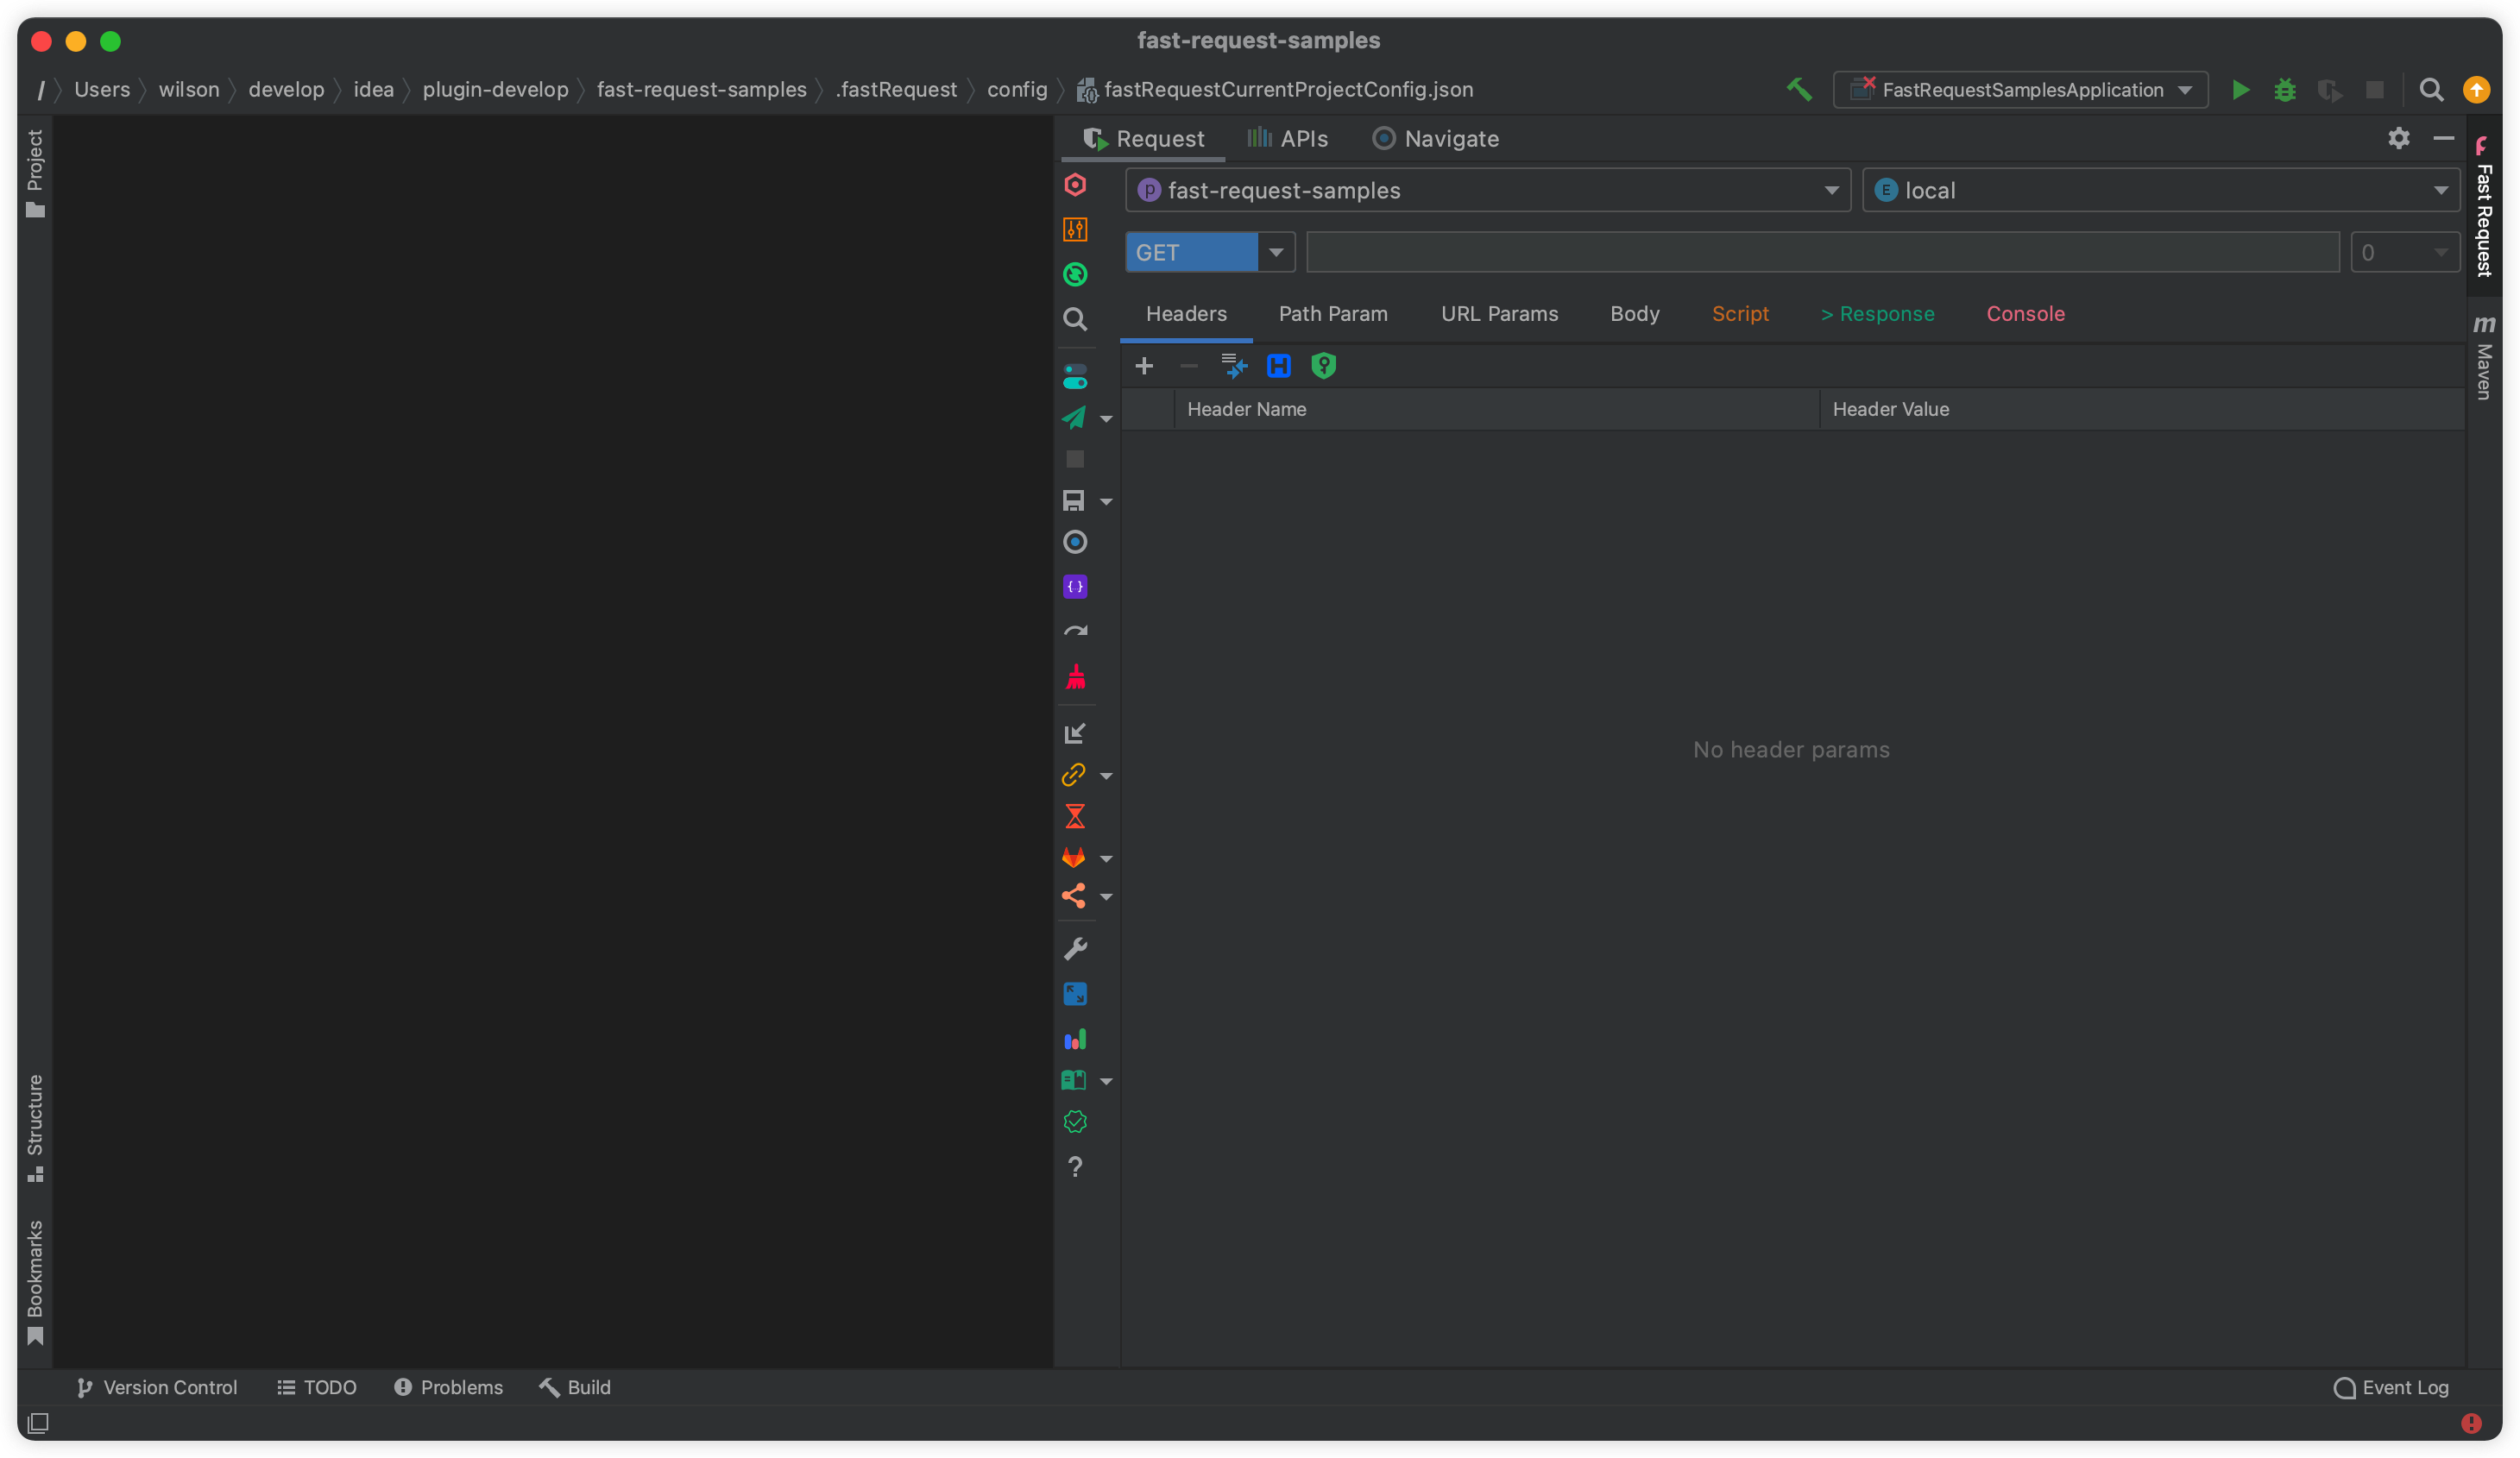 fast-request-samples
/ Users wilson develop idea plugin-develop fast-request-samples .fastRequest config fastRequestCurrentProjectConfig.json FastRequestSamplesApplication
Project
Structure
Bookmarks
Request APIs Navigate
p fast-request-samples E local
GET 0
Headers Path Param URL Params Body Script > Response Console
H
Header Name Header Value
No header params
{ }
?
Fast Request
m Maven
Version Control TODO Problems Build Event Log